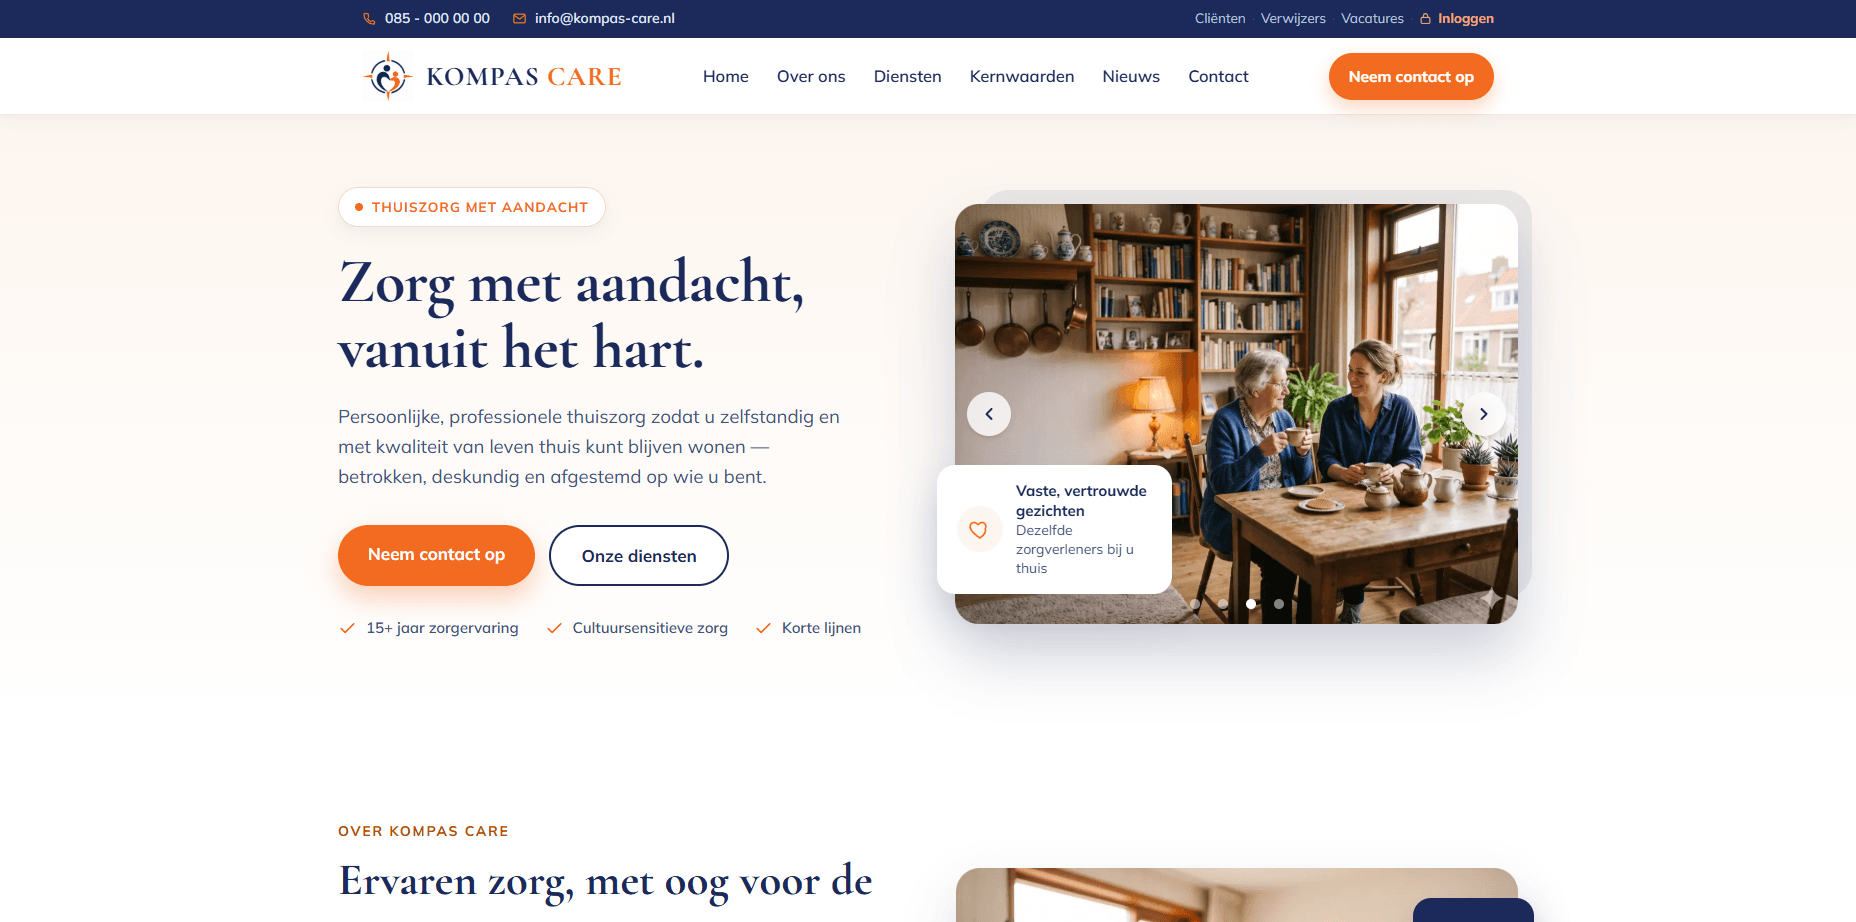 085 - 000 00 00
info@kompas-care.nl
Cliënten · Verwijzers · Vacatures · Inloggen
KOMPAS CARE
Home
Over ons
Diensten
Kernwaarden
Nieuws
Contact
Neem contact op
THUISZORG MET AANDACHT
Zorg met aandacht,
vanuit het hart.
Persoonlijke, professionele thuiszorg zodat u zelfstandig en
met kwaliteit van leven thuis kunt blijven wonen —
betrokken, deskundig en afgestemd op wie u bent.
Neem contact op
Onze diensten
15+ jaar zorgervaring
Cultuursensitieve zorg
Korte lijnen
Vaste, vertrouwde
gezichten
Dezelfde
zorgverleners bij u
thuis
OVER KOMPAS CARE
Ervaren zorg, met oog voor de